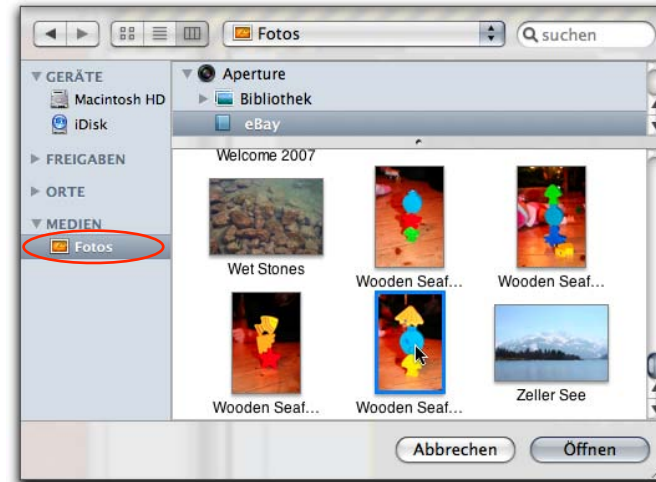 Fotos
suchen
GERÄTE
Macintosh HD
iDisk
FREIGABEN
ORTE
MEDIEN
Fotos
Aperture
Bibliothek
eBay
Welcome 2007
Wet Stones
Wooden Seaf...
Wooden Seaf...
Wooden Seaf...
Wooden Seaf...
Zeller See
Abbrechen
Öffnen